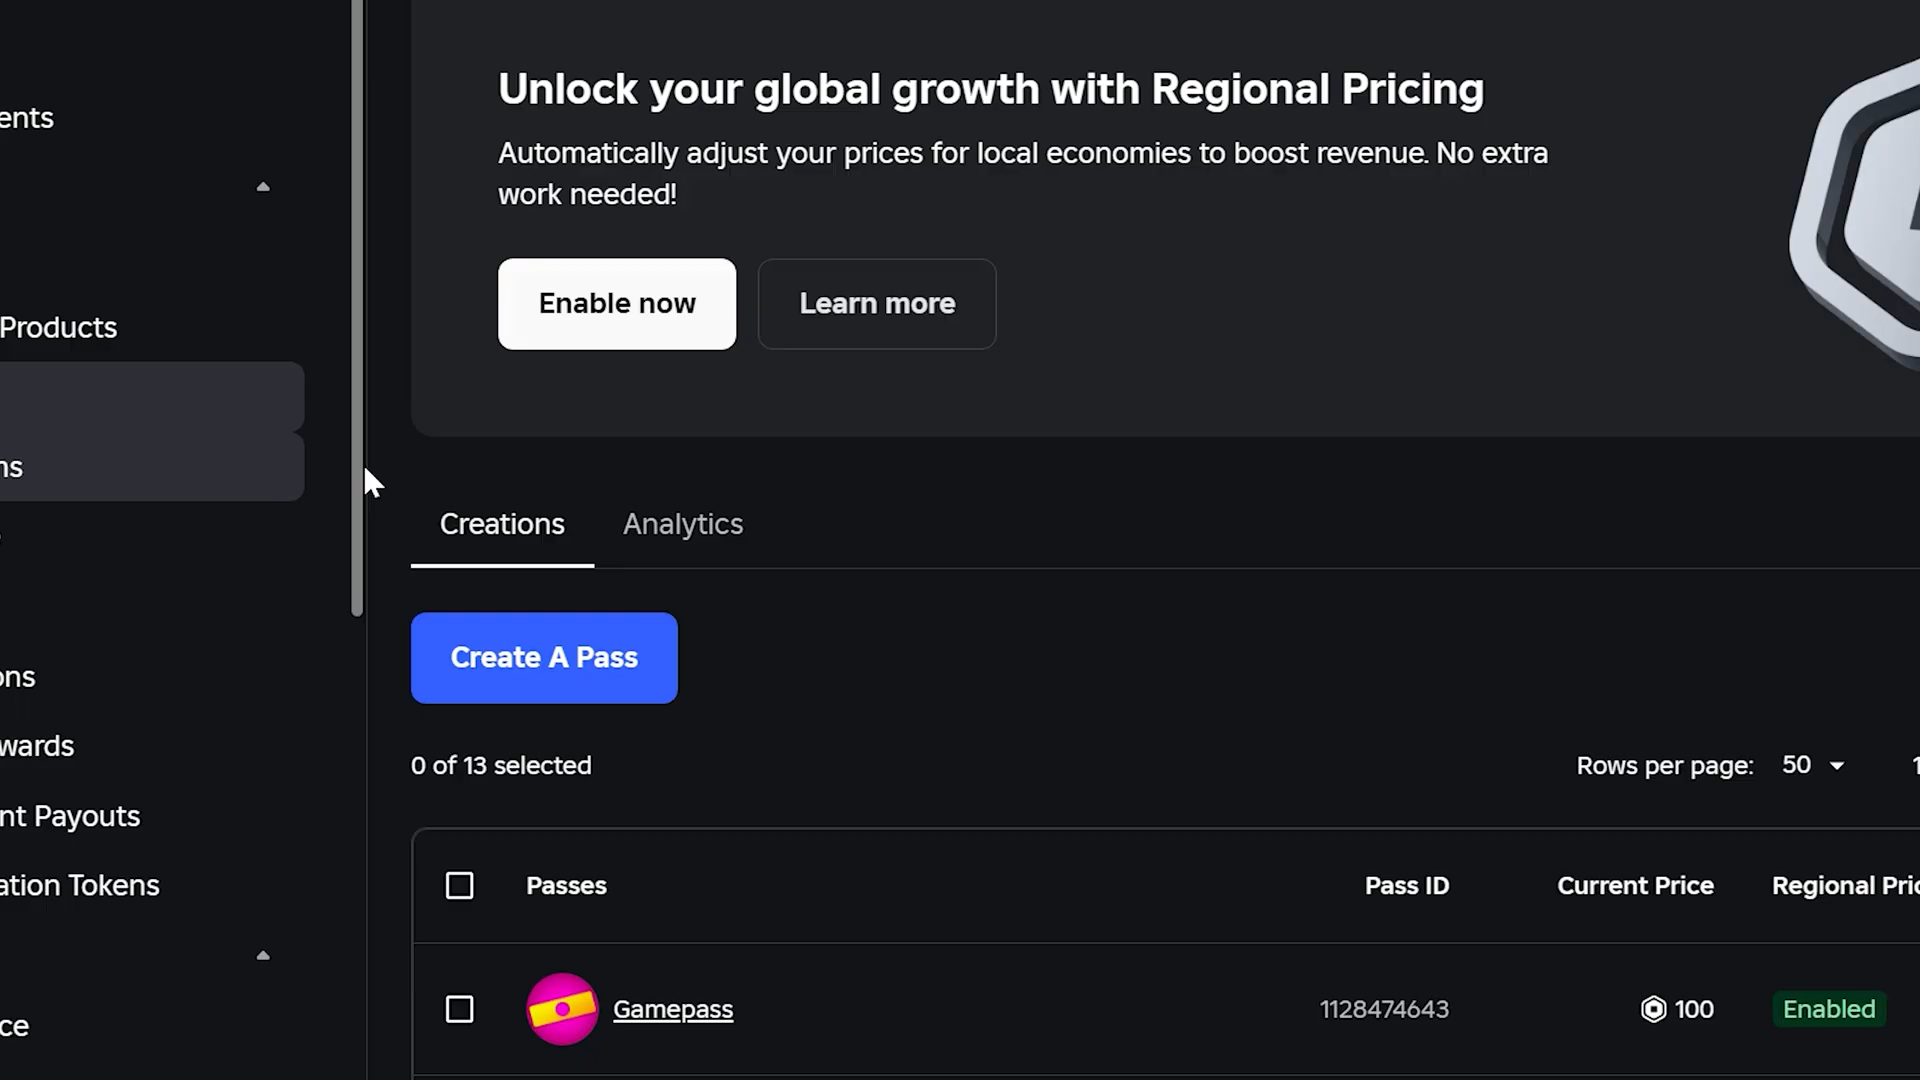 Unlock your global growth with Regional Pricing
Automatically adjust your prices for local economies to boost revenue. No extra
work needed!
Enable now
Learn more
ents
Products
ns
ons
wards
nt Payouts
ation Tokens
ce
Creations
Analytics
Create A Pass
0 of 13 selected
Rows per page: 50
1
Passes
Pass ID
Current Price
Regional Pric
Gamepass
1128474643
100
Enabled